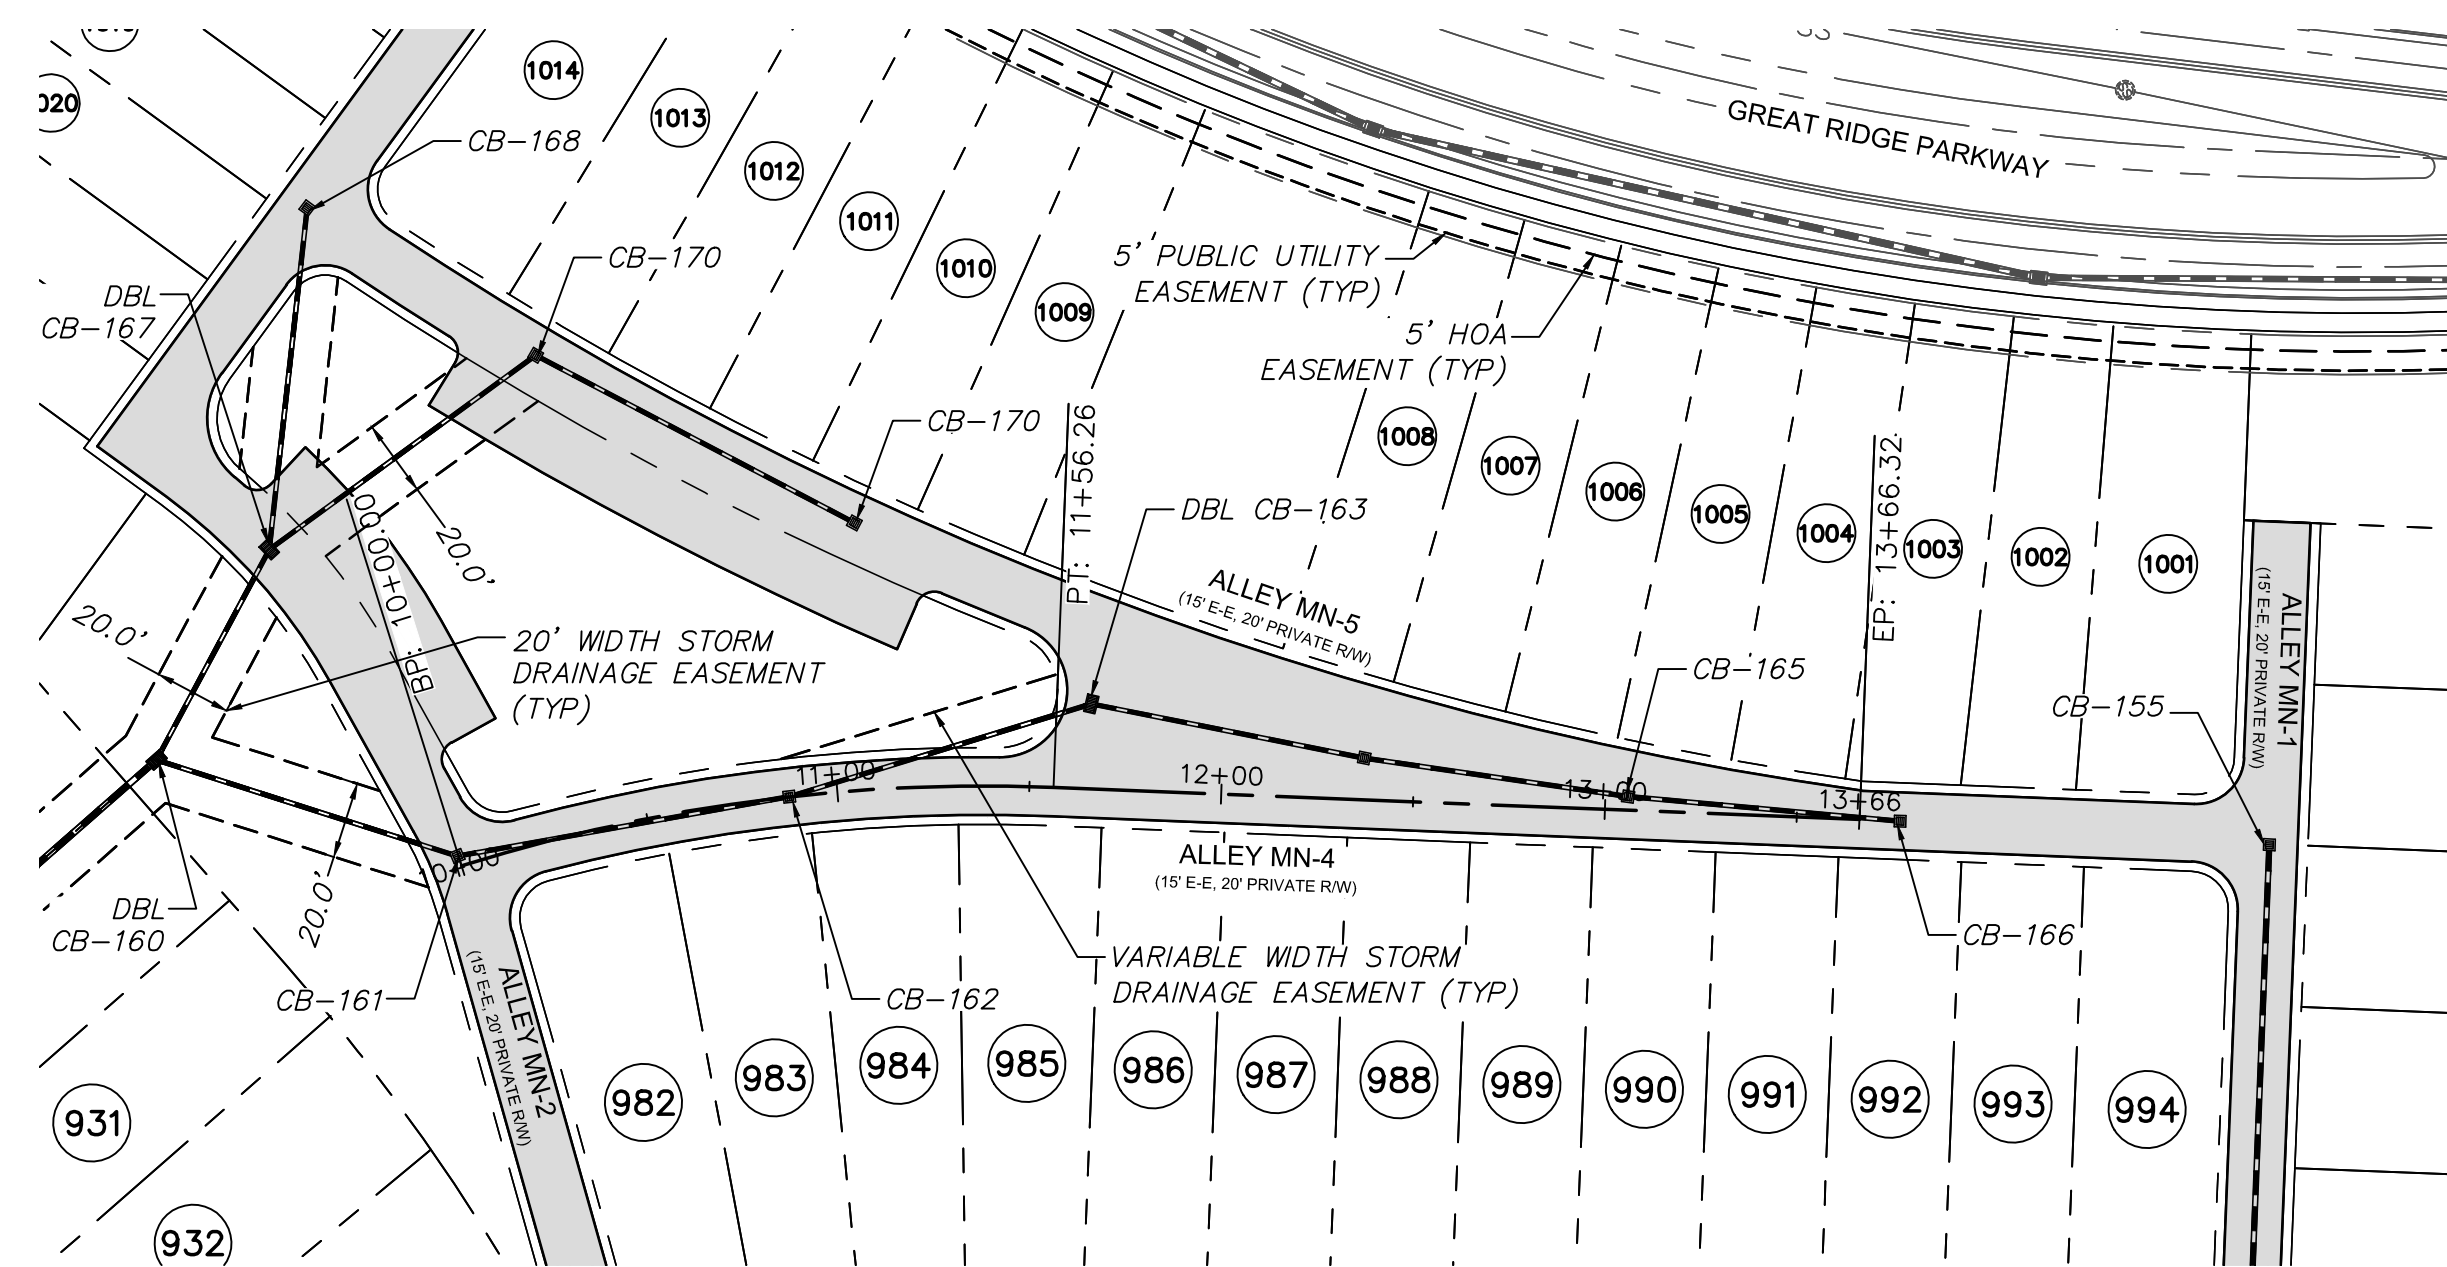 1014
1013
1012
1011
1010
1009
CB-168
CB-170
DBL
CB-167
GREAT RIDGE PARKWAY
5' PUBLIC UTILITY
EASEMENT (TYP)
5' HOA
EASEMENT (TYP)
CB-170
PT: 11+56.26
1008
1007
1006
1005
1004
1003
1002
1001
EP: 13+66.32
DBL CB-163
20.0'
BP: 10+00.00
20.0'
20' WIDTH STORM
DRAINAGE EASEMENT
(TYP)
ALLEY MN-5
(15' E-E, 20' PRIVATE R/W)
CB-165
CB-155
ALLEY MN-1
(15' E-E, 20' PRIVATE R/W)
11+00
12+00
13+00
13+66
ALLEY MN-4
(15' E-E, 20' PRIVATE R/W)
DBL
CB-160
20.0'
CB-161
CB-162
VARIABLE WIDTH STORM
DRAINAGE EASEMENT (TYP)
CB-166
ALLEY MN-2
(15' E-E, 20' PRIVATE R/W)
982
983
984
985
986
987
988
989
990
991
992
993
994
931
932